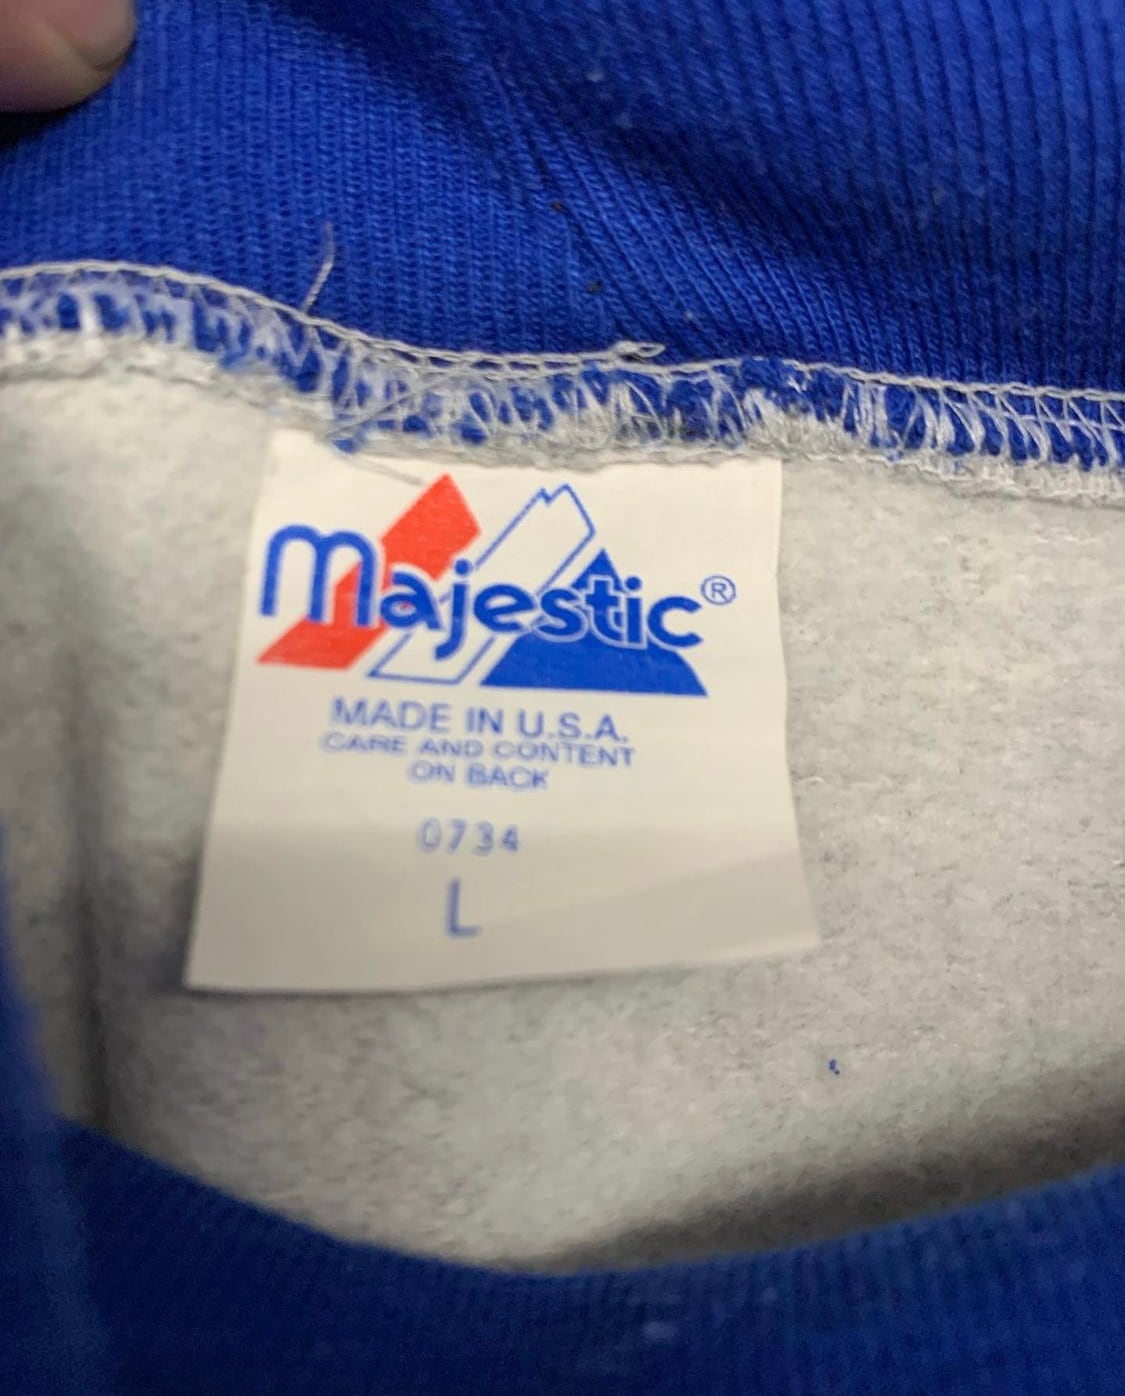 majestic®
MADE IN U.S.A.
CARE AND CONTENT
ON BACK
0734
L